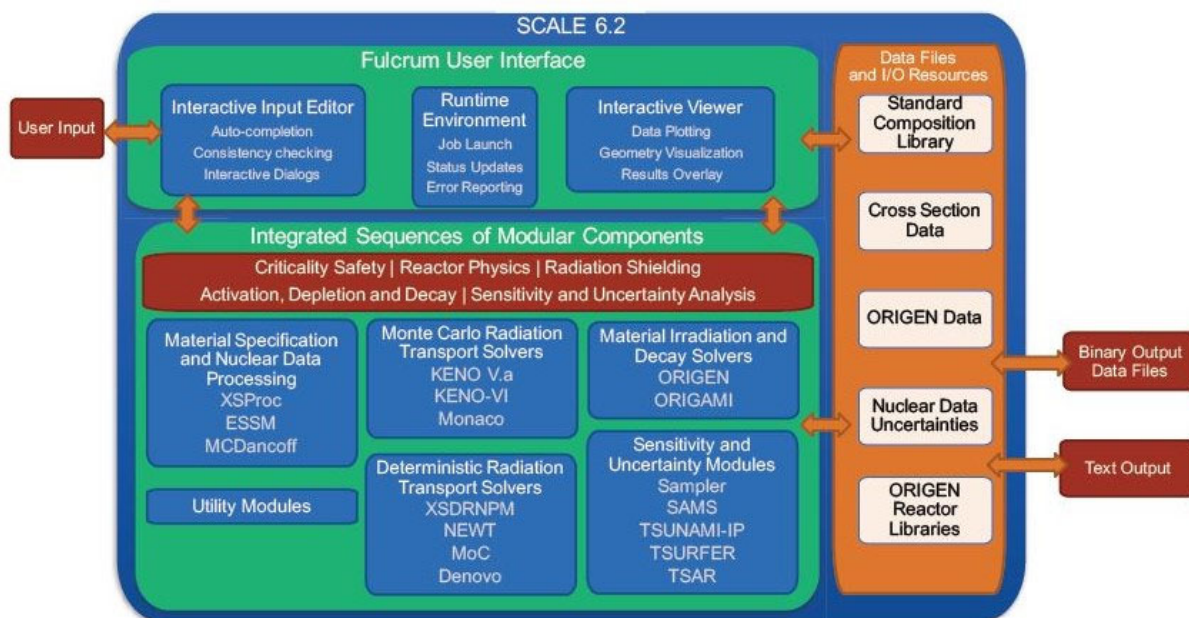 SCALE 6.2
Fulcrum User Interface
User Input
Interactive Input Editor
Auto-completion
Consistency checking
Interactive Dialogs
Runtime
Environment
Job Launch
Status Updates
Error Reporting
Interactive Viewer
Data Plotting
Geometry Visualization
Results Overlay
Integrated Sequences of Modular Components
Criticality Safety | Reactor Physics | Radiation Shielding
Activation, Depletion and Decay | Sensitivity and Uncertainty Analysis
Material Specification
and Nuclear Data
Processing
XSProc
ESSM
MCDancoff
Utility Modules
Monte Carlo Radiation
Transport Solvers
KENO V.a
KENO-VI
Monaco
Deterministic Radiation
Transport Solvers
XSDRNPM
NEWT
MoC
Denovo
Material Irradiation and
Decay Solvers
ORIGEN
ORIGAMI
Sensitivity and
Uncertainty Modules
Sampler
SAMS
TSUNAMI-IP
TSURFER
TSAR
Data Files
and I/O Resources
Standard
Composition
Library
Cross Section
Data
ORIGEN Data
Nuclear Data
Uncertainties
ORIGEN
Reactor
Libraries
Binary Output
Data Files
Text Output